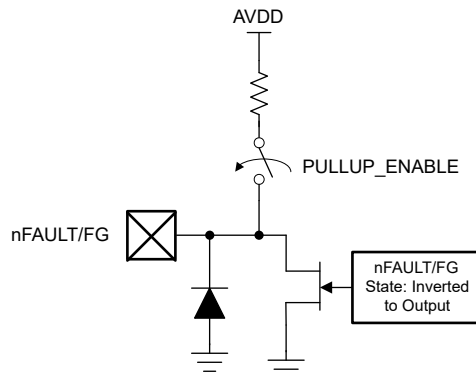 AVDD
PULLUP_ENABLE
nFAULT/FG
nFAULT/FG
State: Inverted
to Output